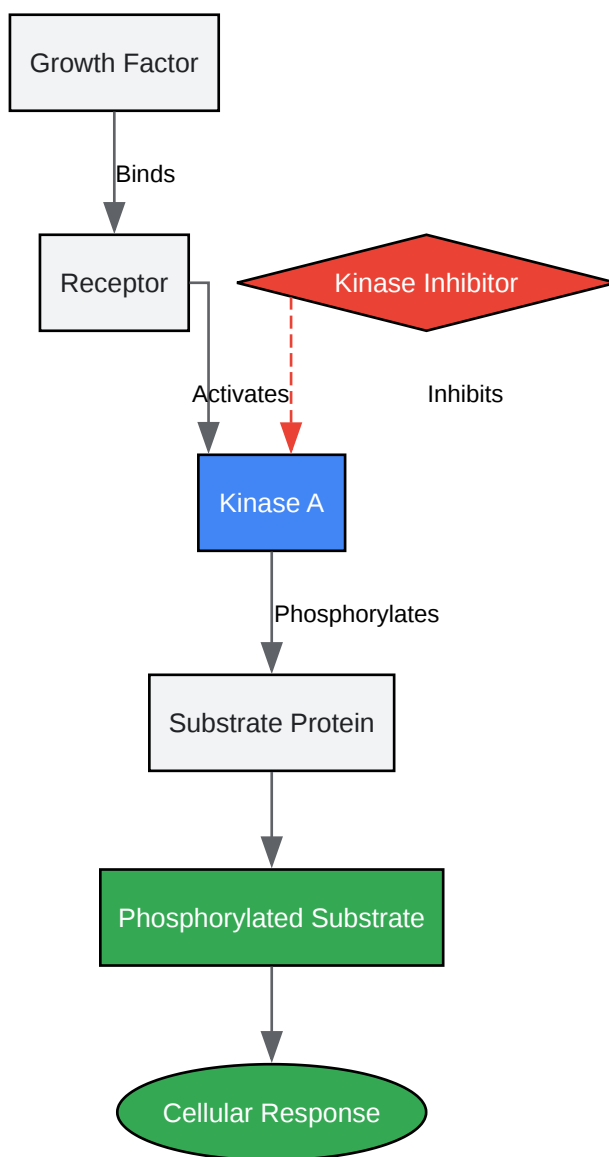 Growth Factor
Binds
Receptor
Kinase Inhibitor
Activates
Inhibits
Kinase A
Phosphorylates
Substrate Protein
Phosphorylated Substrate
Cellular Response